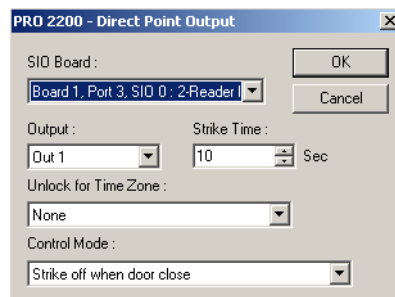 PRO 2200 - Direct Point Output
SIO Board :
OK
Board 1, Port 3, SIO 0 : 2-Reader
Cancel
Output :
Strike Time :
Out 1
10
Sec
Unlock for Time Zone :
None
Control Mode :
Strike off when door close